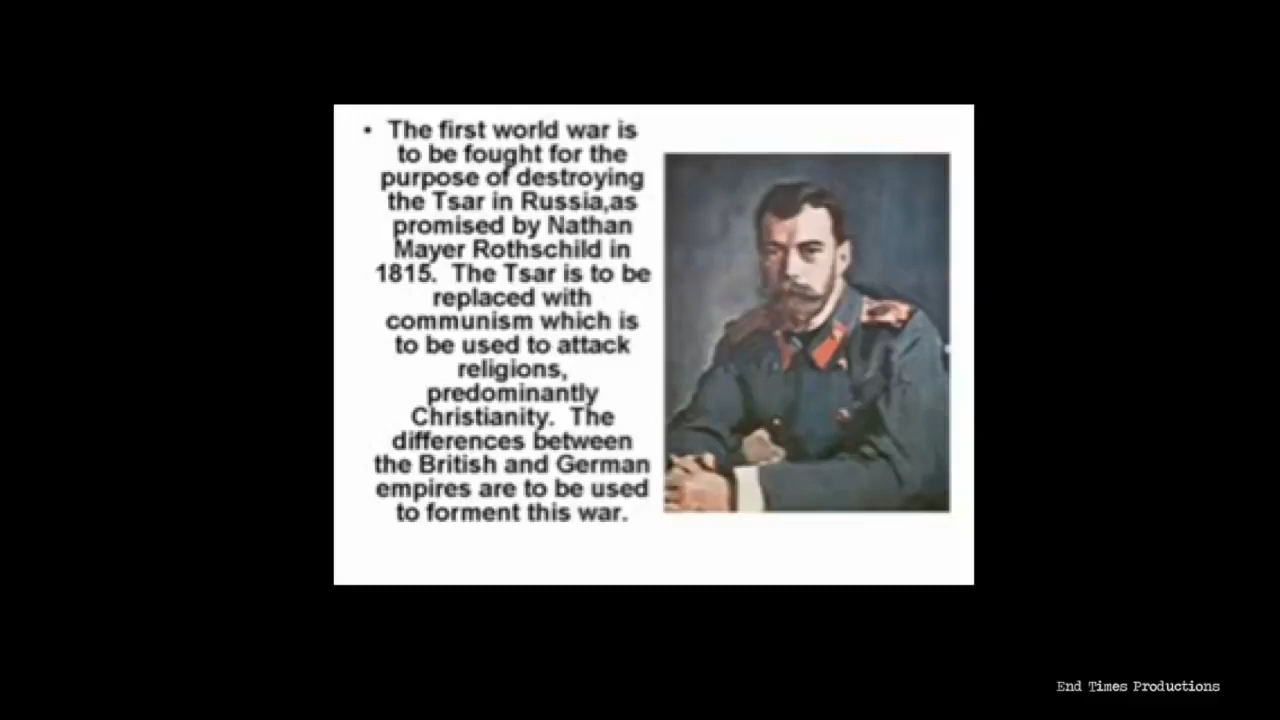 • The first world war is
to be fought for the
purpose of destroying
the Tsar in Russia,as
promised by Nathan
Mayer Rothschild in
1815.  The Tsar is to be
replaced with
communism which is
to be used to attack
religions,
predominantly
Christianity.  The
differences between
the British and German
empires are to be used
to forment this war.
End Times Productions